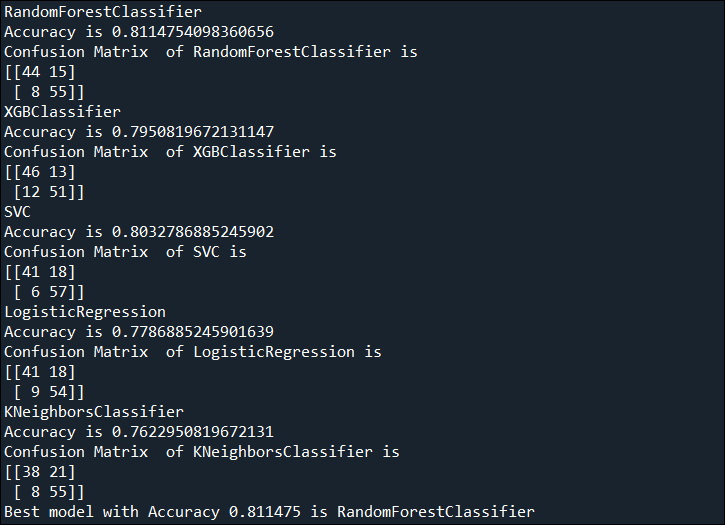 RandomForestClassifier
Accuracy is 0.8114754098360656
Confusion Matrix  of RandomForestClassifier is
[[44 15]
 [ 8 55]]
XGBClassifier
Accuracy is 0.7950819672131147
Confusion Matrix  of XGBClassifier is
[[46 13]
 [12 51]]
SVC
Accuracy is 0.8032786885245902
Confusion Matrix  of SVC is
[[41 18]
 [ 6 57]]
LogisticRegression
Accuracy is 0.7786885245901639
Confusion Matrix  of LogisticRegression is
[[41 18]
 [ 9 54]]
KNeighborsClassifier
Accuracy is 0.7622950819672131
Confusion Matrix  of KNeighborsClassifier is
[[38 21]
 [ 8 55]]
Best model with Accuracy 0.811475 is RandomForestClassifier